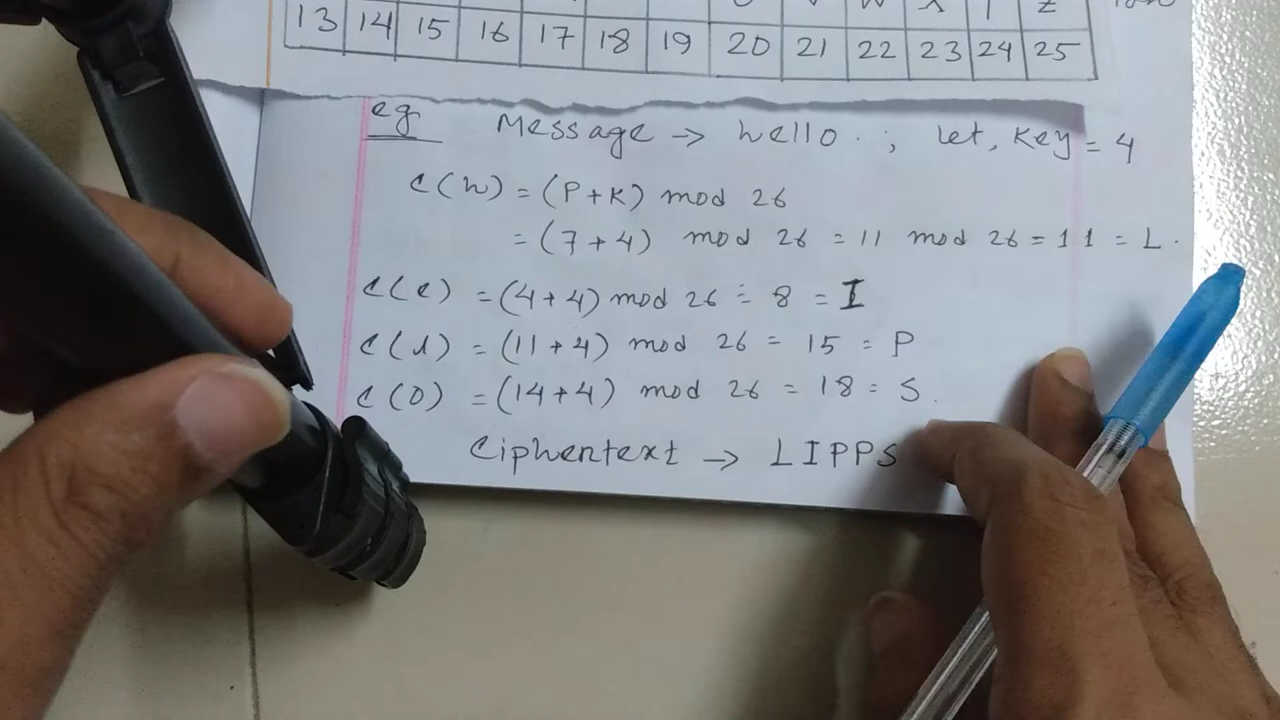 13 14 15 16 17 18 19 20 21 22 23 24 25
eg Message → hello. ; Let, Key = 4
C(h) = (P+K) mod 26
= (7+4) mod 26 = 11 mod 26 = 11 = L.
C(e) = (4+4) mod 26 = 8 = I
C(l) = (11+4) mod 26 = 15 = P
C(O) = (14+4) mod 26 = 18 = S.
Ciphertext → LIPPS